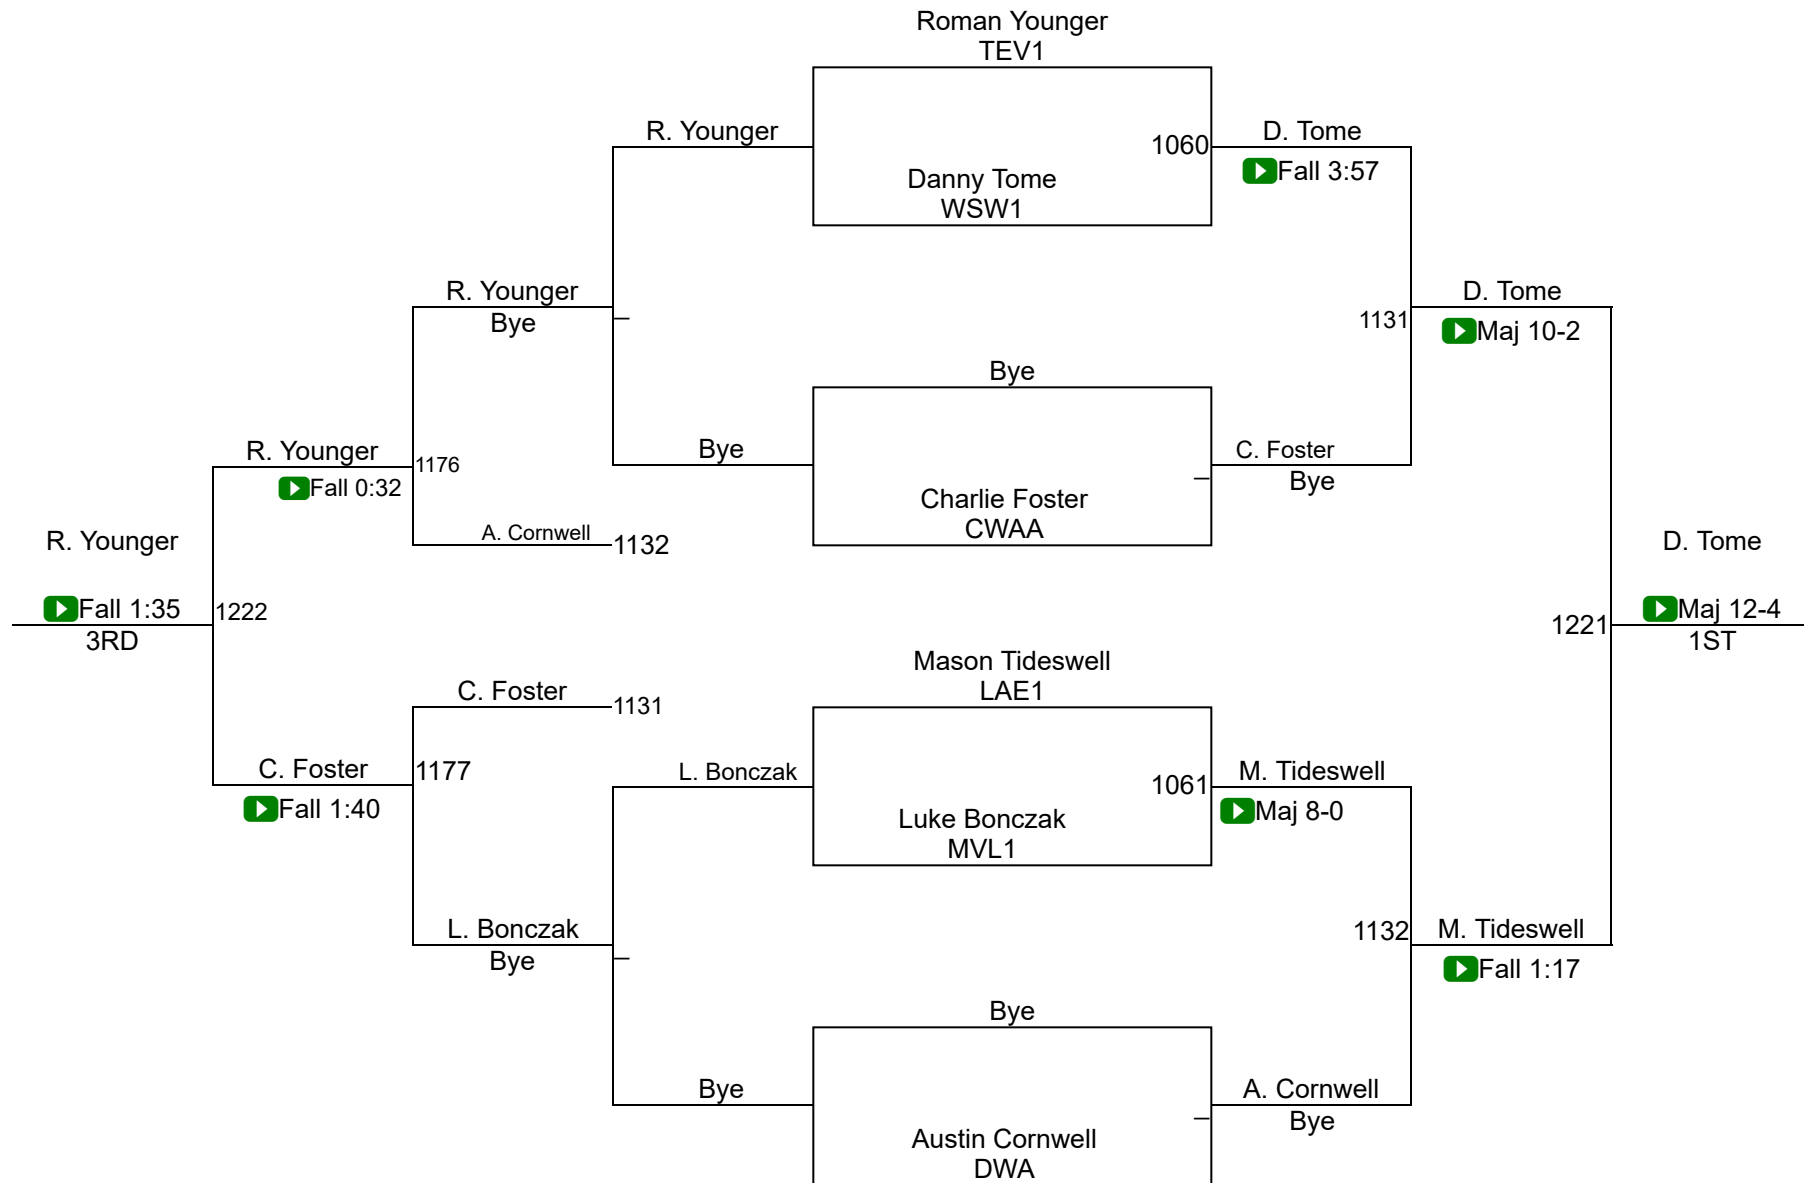 Roman Younger
TEV1
R. Younger
1060
D. Tome
Fall 3:57
Danny Tome
WSW1
R. Younger
Bye
–
D. Tome
1131
Maj 10-2
Bye
Bye
–
C. Foster
Bye
Charlie Foster
CWAA
R. Younger
1176
Fall 0:32
A. Cornwell
1132
R. Younger
Fall 1:35
1222
3RD
D. Tome
1221
Maj 12-4
1ST
Mason Tideswell
LAE1
C. Foster
1131
C. Foster
1177
Fall 1:40
L. Bonczak
1061
M. Tideswell
Maj 8-0
Luke Bonczak
MVL1
L. Bonczak
Bye
–
1132
M. Tideswell
Fall 1:17
Bye
Bye
–
A. Cornwell
Bye
Austin Cornwell
DWA